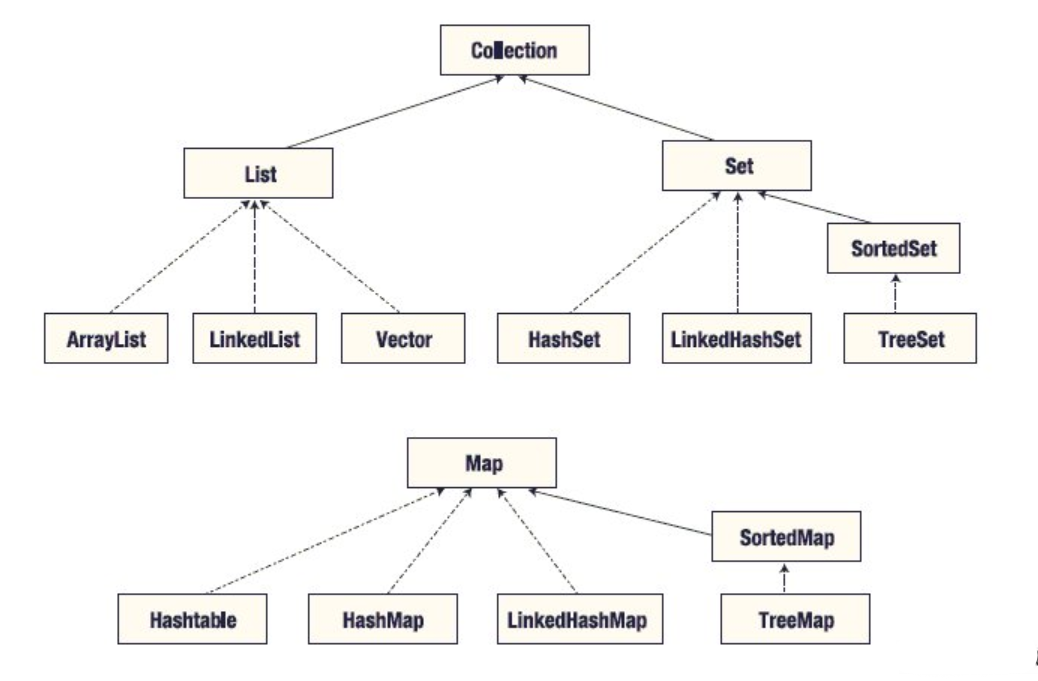 Collection
List
Set
SortedSet
ArrayList
LinkedList
Vector
HashSet
LinkedHashSet
TreeSet
Map
SortedMap
Hashtable
HashMap
LinkedHashMap
TreeMap